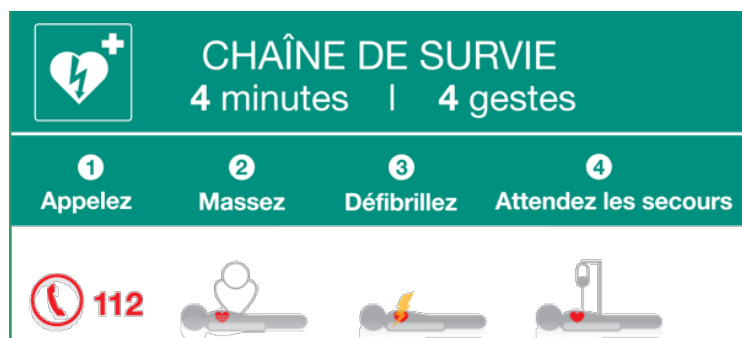 CHAÎNE DE SURVIE
4 minutes | 4 gestes
1 2 3 4
Appelez Massez Défibrillez Attendez les secours
112